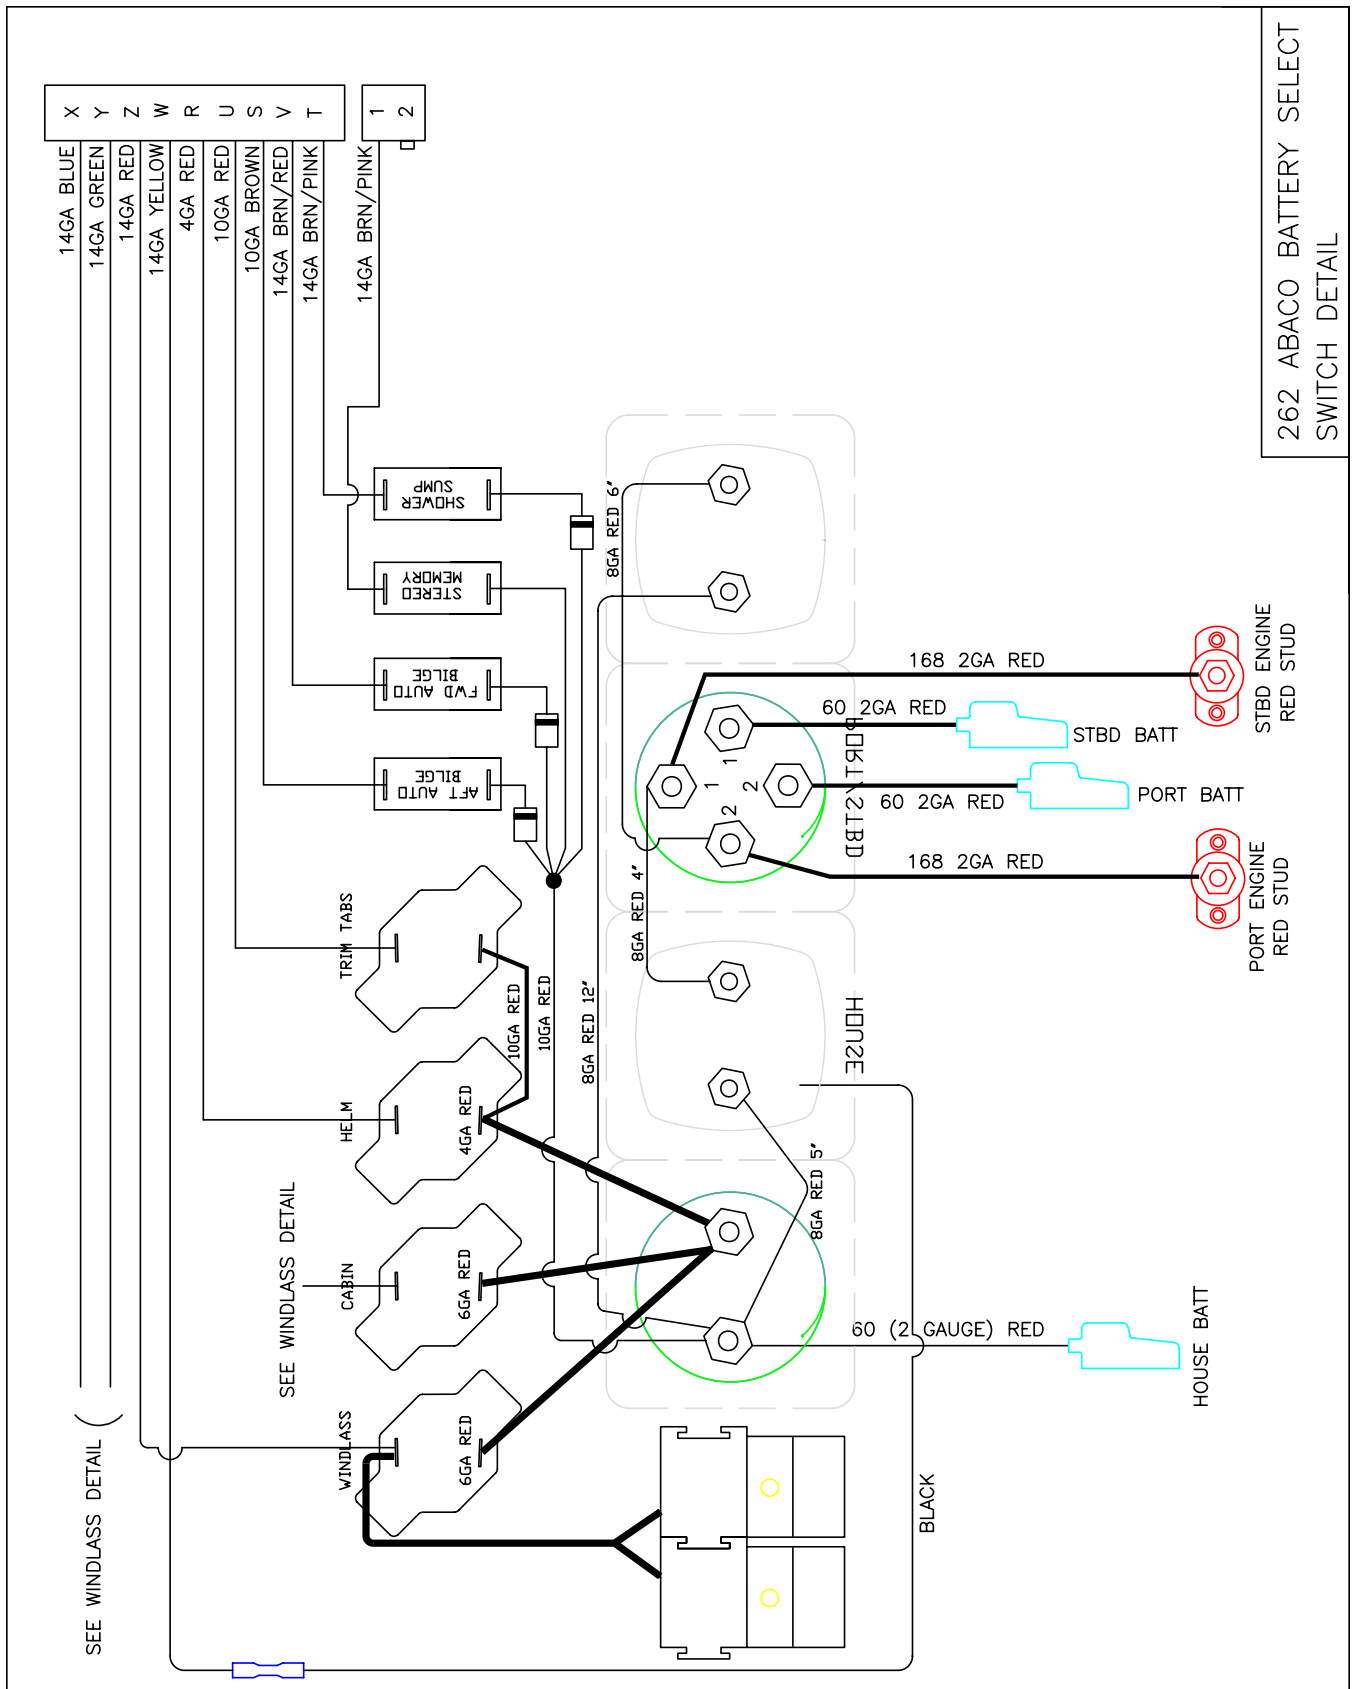 262 ABACO BATTERY SELECT
SWITCH DETAIL
X
Y
Z
W
R
U
S
V
T
1
2
14GA BLUE
14GA GREEN
14GA RED
14GA YELLOW
4GA RED
10GA RED
10GA BROWN
14GA BRN/RED
14GA BRN/PINK
14GA BRN/PINK
SHOWER
SUMP
STEREO
MEMORY
FWD AUTO
BILGE
AFT AUTO
BILGE
8GA RED 6"
168 2GA RED
60 2GA RED
STBD BATT
STBD ENGINE
RED STUD
1
1
2
2
PORT/STBD
60 2GA RED
PORT BATT
168 2GA RED
PORT ENGINE
RED STUD
8GA RED 4"
TRIM TABS
10GA RED
10GA RED
8GA RED 12"
HOUSE
HELM
4GA RED
8GA RED 5"
SEE WINDLASS DETAIL
CABIN
6GA RED
60 (2 GAUGE) RED
HOUSE BATT
WINDLASS
6GA RED
SEE WINDLASS DETAIL
BLACK